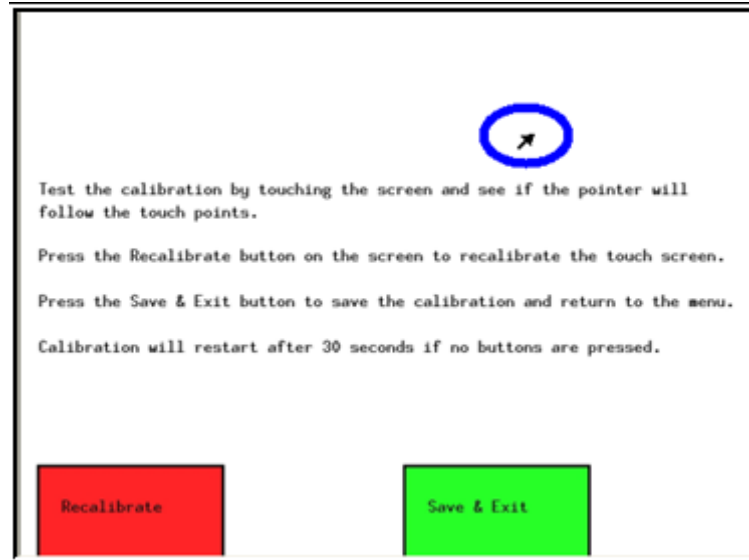 Test the calibration by touching the screen and see if the pointer will
follow the touch points.
Press the Recalibrate button on the screen to recalibrate the touch screen.
Press the Save & Exit button to save the calibration and return to the menu.
Calibration will restart after 30 seconds if no buttons are pressed.
Recalibrate
Save & Exit